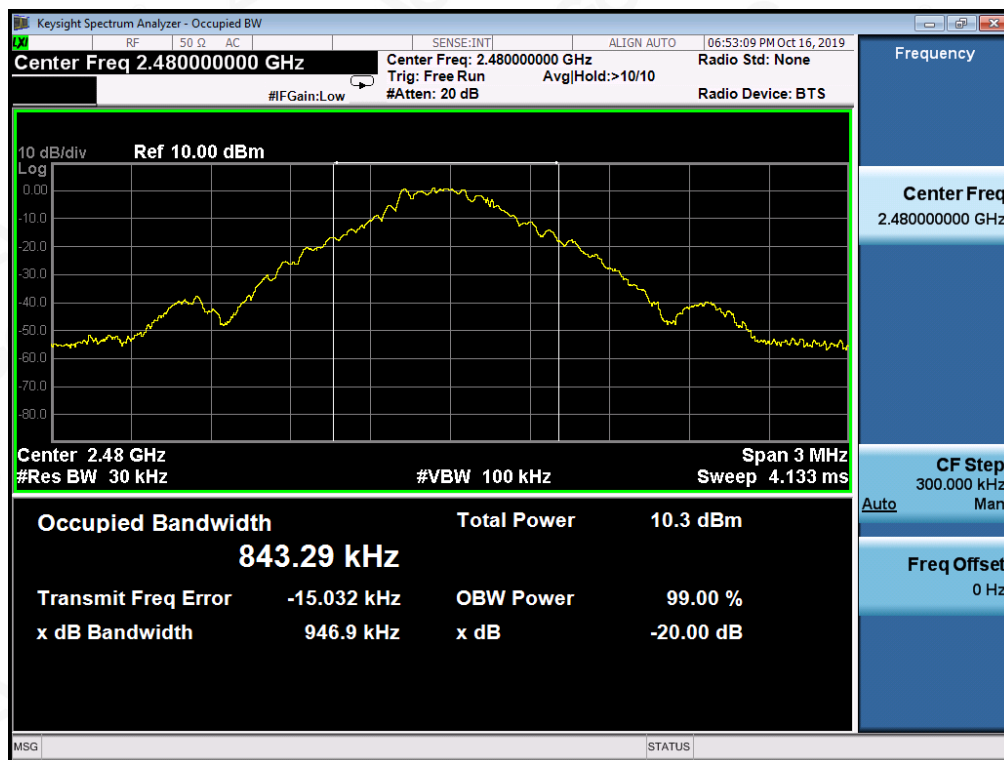 Keysight Spectrum Analyzer - Occupied BW
LXI RF 50 Ω AC SENSE:INT ALIGN AUTO 06:53:09 PM Oct 16, 2019
Center Freq 2.480000000 GHz
Center Freq: 2.480000000 GHz Radio Std: None
Trig: Free Run Avg|Hold:>10/10
#IFGain:Low #Atten: 20 dB Radio Device: BTS
10 dB/div Ref 10.00 dBm
Log
0.00
-10.0
-20.0
-30.0
-40.0
-50.0
-60.0
-70.0
-80.0
Center 2.48 GHz Span 3 MHz
#Res BW 30 kHz #VBW 100 kHz Sweep 4.133 ms
Occupied Bandwidth Total Power 10.3 dBm
843.29 kHz
Transmit Freq Error -15.032 kHz OBW Power 99.00 %
x dB Bandwidth 946.9 kHz x dB -20.00 dB
Frequency
Center Freq
2.480000000 GHz
CF Step
300.000 kHz
Auto Man
Freq Offset
0 Hz
MSG STATUS